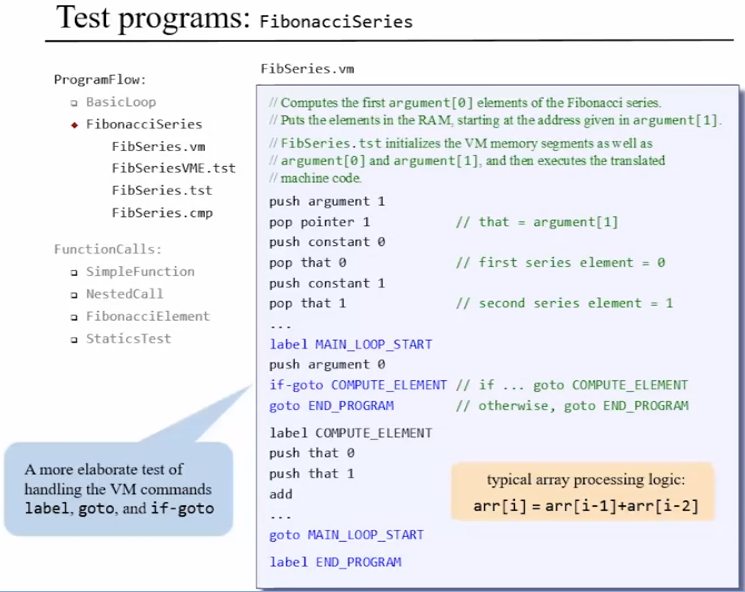 Test programs: FibonacciSeries
ProgramFlow:
BasicLoop
FibonacciSeries
FibSeries.vm
FibSeriesVME.tst
FibSeries.tst
FibSeries.cmp
FunctionCalls:
SimpleFunction
NestedCall
FibonacciElement
StaticsTest
A more elaborate test of
handling the VM commands
label, goto, and if-goto
FibSeries.vm
// Computes the first argument[0] elements of the Fibonacci series.
// Puts the elements in the RAM, starting at the address given in argument[1].
// FibSeries.tst initializes the VM memory segments as well as
// argument[0] and argument[1], and then executes the translated
// machine code.
push argument 1
pop pointer 1 // that = argument[1]
push constant 0
pop that 0 // first series element = 0
push constant 1
pop that 1 // second series element = 1
...
label MAIN_LOOP_START
push argument 0
if-goto COMPUTE_ELEMENT // if ... goto COMPUTE_ELEMENT
goto END_PROGRAM // otherwise, goto END_PROGRAM
label COMPUTE_ELEMENT
push that 0
push that 1
add
...
goto MAIN_LOOP_START
label END_PROGRAM
typical array processing logic:
arr[i] = arr[i-1]+arr[i-2]